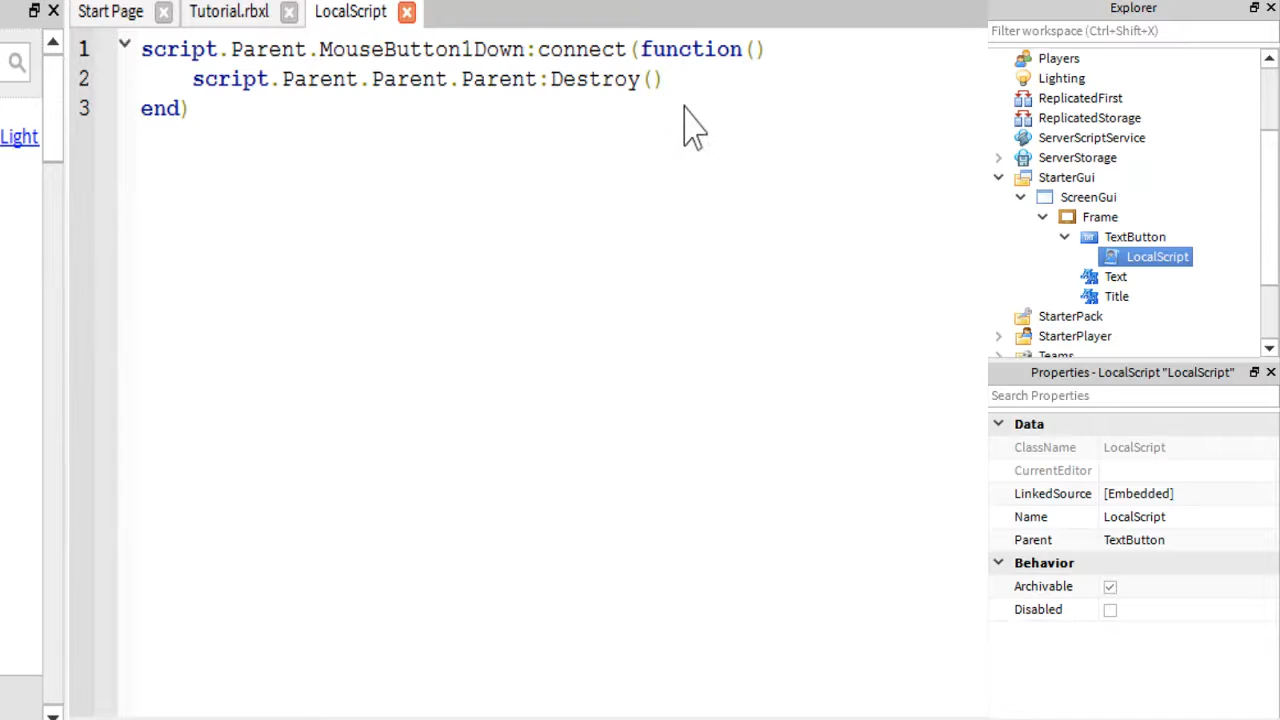 Start Page
Tutorial.rbxl
LocalScript
Light
1 script.Parent.MouseButton1Down:connect(function()
2 script.Parent.Parent.Parent:Destroy()
3 end)
Explorer
Filter workspace (Ctrl+Shift+X)
Players
Lighting
ReplicatedFirst
ReplicatedStorage
ServerScriptService
ServerStorage
StarterGui
ScreenGui
Frame
TextButton
LocalScript
Text
Title
StarterPack
StarterPlayer
Teams
Properties - LocalScript "LocalScript"
Search Properties
Data
ClassName LocalScript
CurrentEditor
LinkedSource [Embedded]
Name LocalScript
Parent TextButton
Behavior
Archivable
Disabled